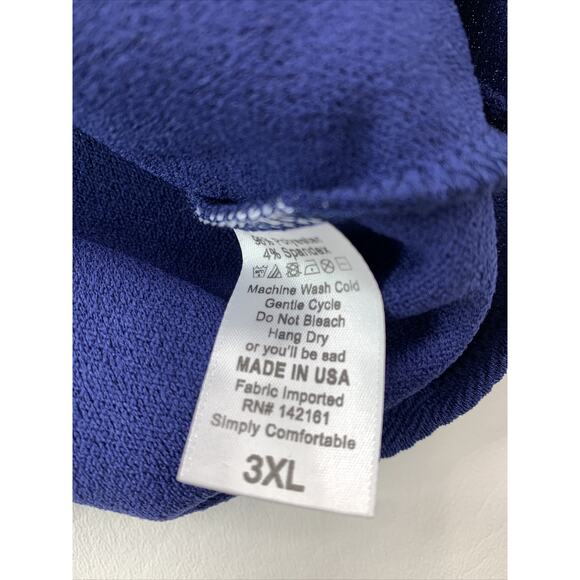 96% Polyester
4% Spandex
Machine Wash Cold
Gentle Cycle
Do Not Bleach
Hang Dry
or you'll be sad
MADE IN USA
Fabric Imported
RN# 142161
Simply Comfortable
3XL